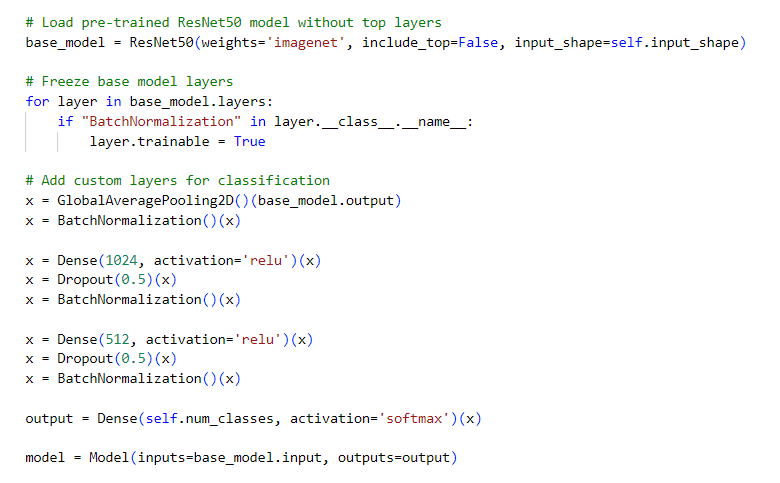 # Load pre-trained ResNet50 model without top layers
base_model = ResNet50(weights='imagenet', include_top=False, input_shape=self.input_shape)
# Freeze base model layers
for layer in base_model.layers:
    if "BatchNormalization" in layer.__class__.__name__:
        layer.trainable = True
# Add custom layers for classification
x = GlobalAveragePooling2D()(base_model.output)
x = BatchNormalization()(x)
x = Dense(1024, activation='relu')(x)
x = Dropout(0.5)(x)
x = BatchNormalization()(x)
x = Dense(512, activation='relu')(x)
x = Dropout(0.5)(x)
x = BatchNormalization()(x)
output = Dense(self.num_classes, activation='softmax')(x)
model = Model(inputs=base_model.input, outputs=output)